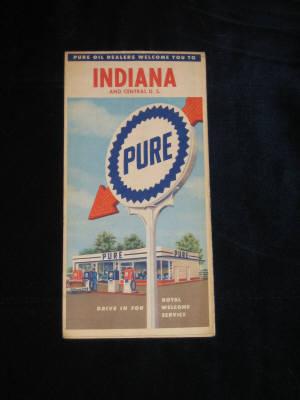 PURE OIL DEALERS WELCOME YOU TO
INDIANA
AND CENTRAL U. S.
PURE
PURE
PURE
DRIVE IN FOR
ROYAL
WELCOME
SERVICE